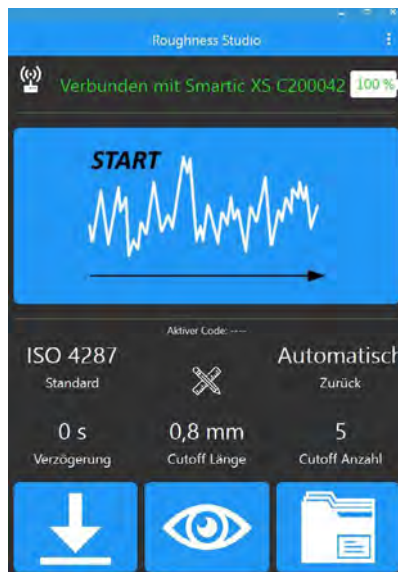 Roughness Studio
Verbunden mit Smartic XS C200042 100 %
START
Aktiver Code: ----
ISO 4287 Automatisch
Standard Zurück
0 s 0,8 mm 5
Verzögerung Cutoff Länge Cutoff Anzahl